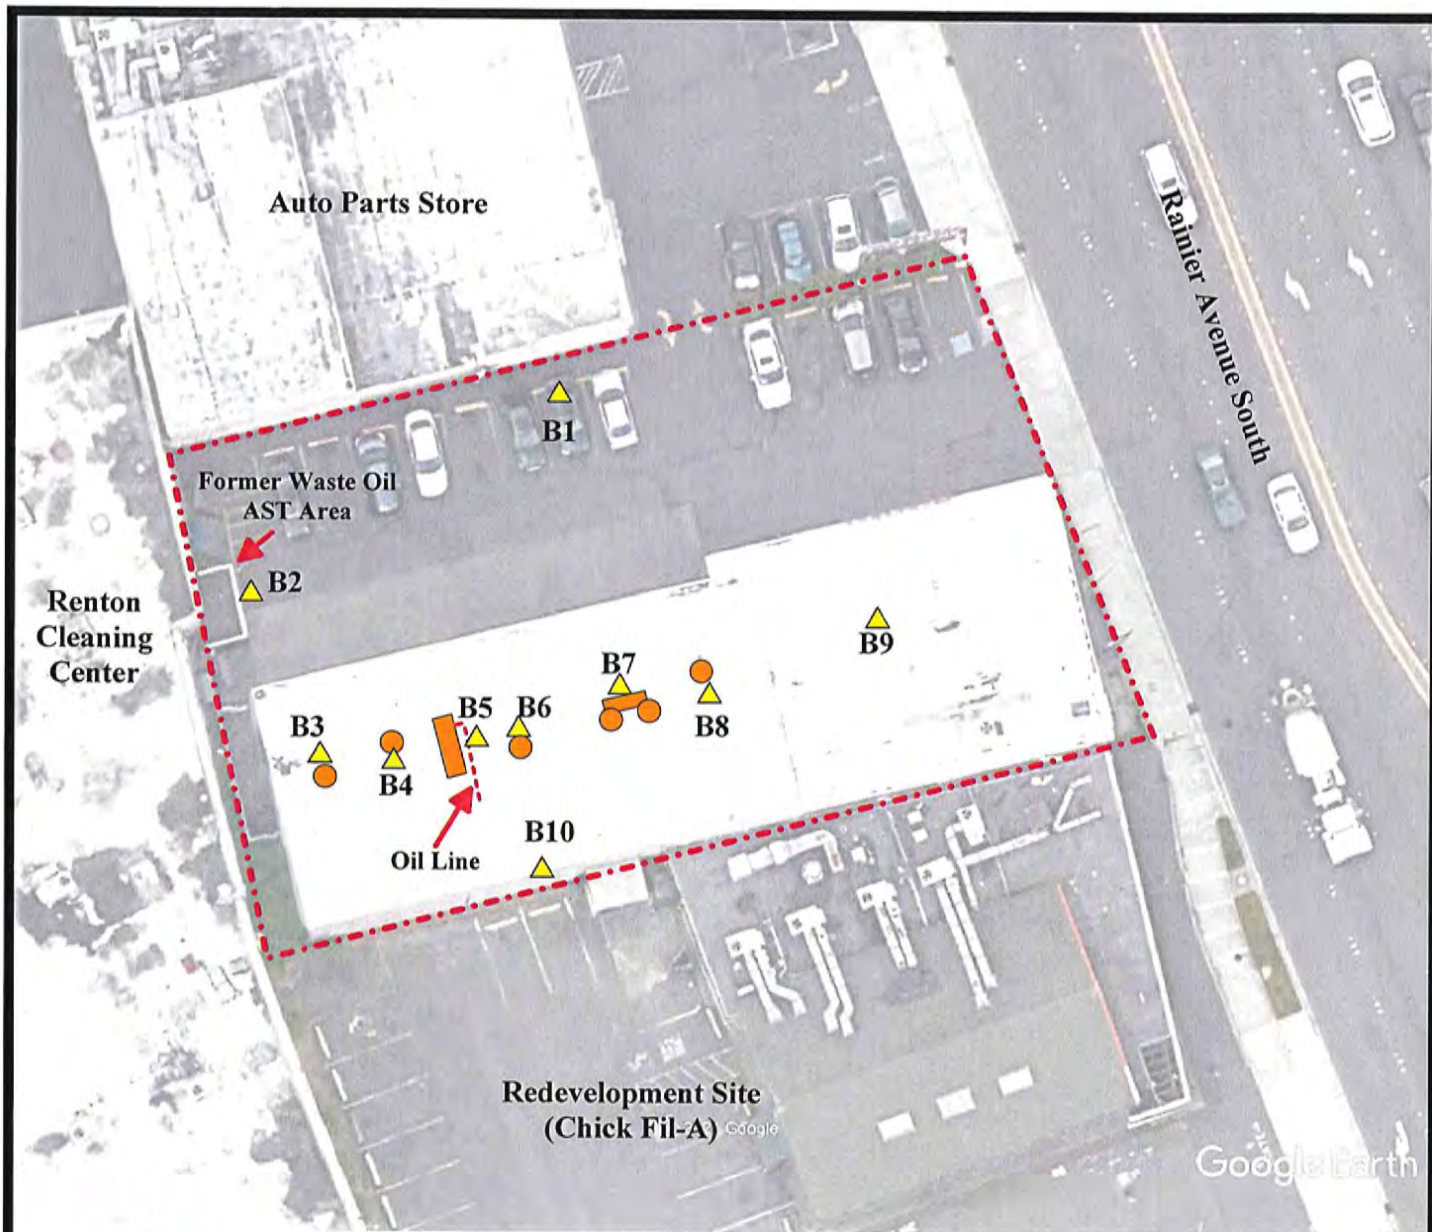 Auto Parts Store
Rainier Avenue South
B1
Former Waste Oil
AST Area
B2
Renton
Cleaning
Center
B9
B7
B8
B5
B6
B3
B4
B10
Oil Line
Redevelopment Site
(Chick Fil-A)
Google
Google Earth